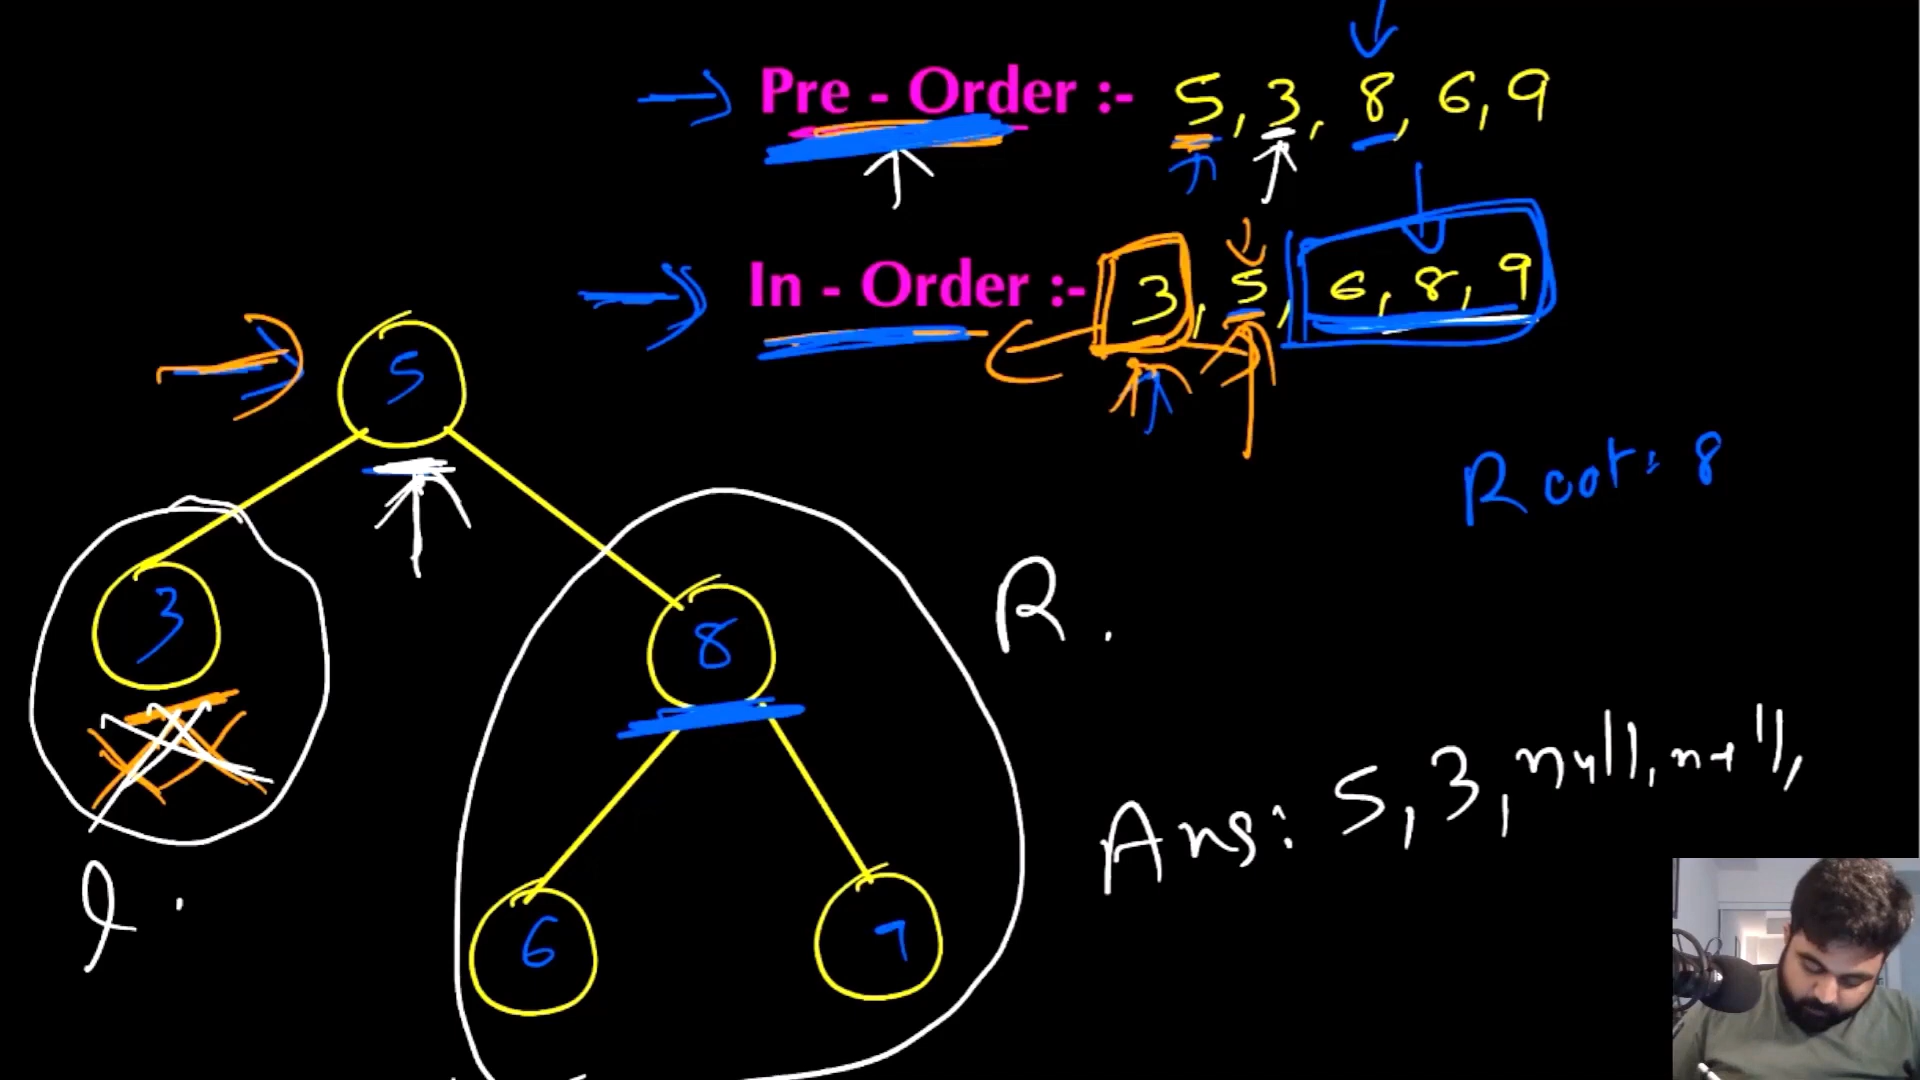 Pre - Order :- 5, 3, 8, 6, 9
In - Order :- 3, 5, 6, 8, 9
5
Root: 8
3
8
R.
Ans: 5, 3, null, null,
6
7
l.